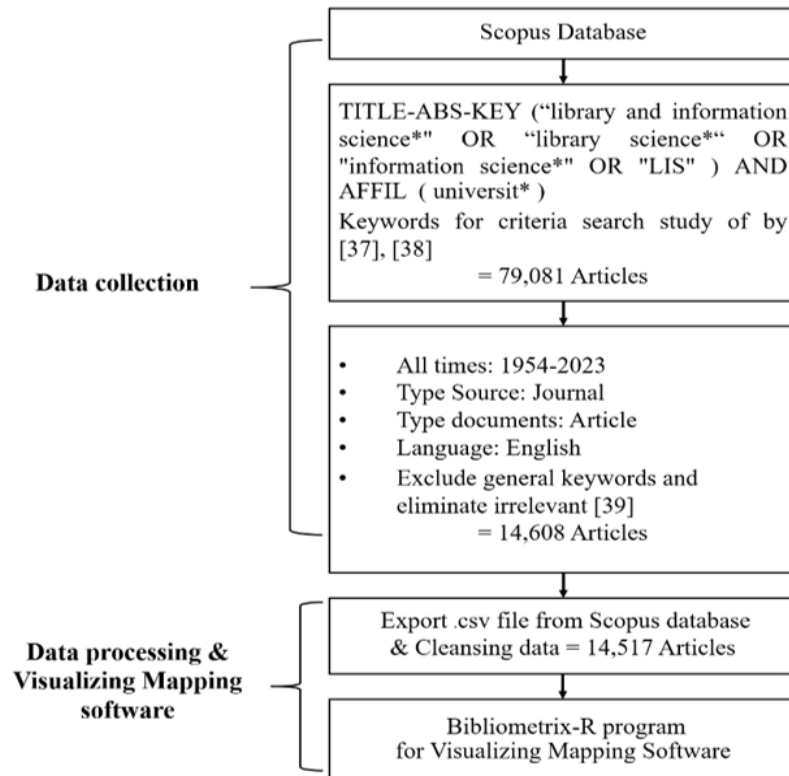 Scopus Database
TITLE-ABS-KEY (“library and information
science*" OR “library science*“ OR
"information science*" OR "LIS" ) AND
AFFIL ( universit* )
Keywords for criteria search study of by
[37], [38]
= 79,081 Articles
Data collection
• All times: 1954-2023
• Type Source: Journal
• Type documents: Article
• Language: English
• Exclude general keywords and
eliminate irrelevant [39]
= 14,608 Articles
Data processing &
Visualizing Mapping
software
Export .csv file from Scopus database
& Cleansing data = 14,517 Articles
Bibliometrix-R program
for Visualizing Mapping Software